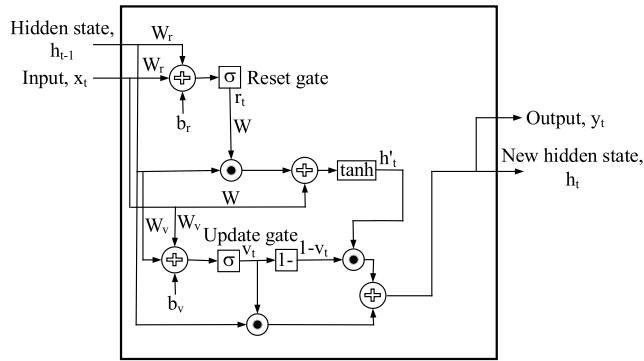 Hidden state,
h_{t-1}
W_r
Input, x_t
W_r
σ
Reset gate
r_t
b_r
W
tanh
h'_t
Output, y_t
New hidden state,
h_t
W
W_v
W_v
Update gate
σ
v_t
1-
1-v_t
b_v